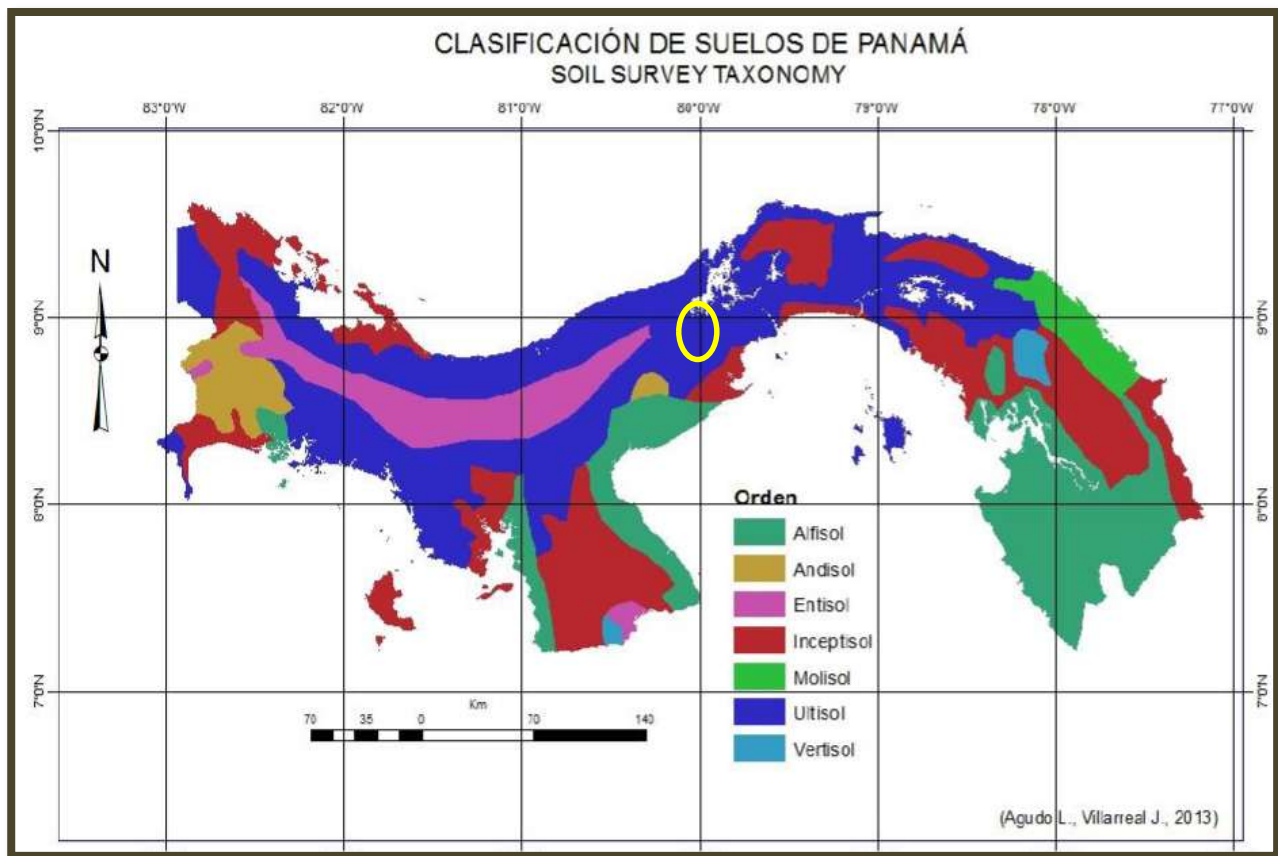 CLASIFICACIÓN DE SUELOS DE PANAMÁ
SOIL SURVEY TAXONOMY
83°0'W 82°0'W 81°0'W 80°0'W 79°0'W 78°0'W 77°0'W
10°0'N
N
9°0'N 9°0'N
8°0'N 8°0'N
7°0'N 7°0'N
Orden
Alfisol
Andisol
Entisol
Inceptisol
Molisol
Ultisol
Vertisol
Km
70 35 0 70 140
(Agudo L., Villarreal J., 2013)